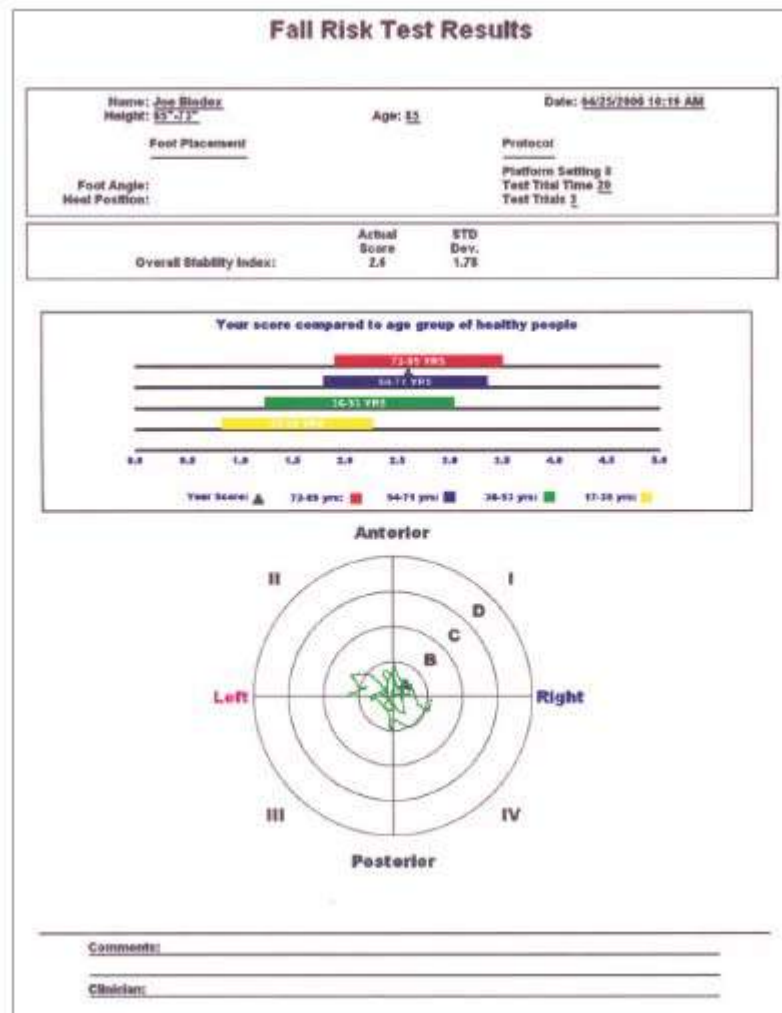 Fall Risk Test Results
Name: Joe Biodex
Date: 04/25/2006 10:19 AM
Height: 65"-73"
Age: 85
Foot Placement
Protocol
Platform Setting 8
Foot Angle:
Test Trial Time 20
Heel Position:
Test Trials 3
Actual Score
STD Dev.
Overall Stability Index: 2.6 1.78
Your score compared to age group of healthy people
72-89 YRS
54-71 YRS
36-53 YRS
0.0 0.5 1.0 1.5 2.0 2.5 3.0 3.5 4.0 4.5 5.0
Your Score: 72-89 yrs: 54-71 yrs: 36-53 yrs: 17-35 yrs:
Anterior
II
I
D
C
B
Left
Right
III
IV
Posterior
Comments:
Clinician: